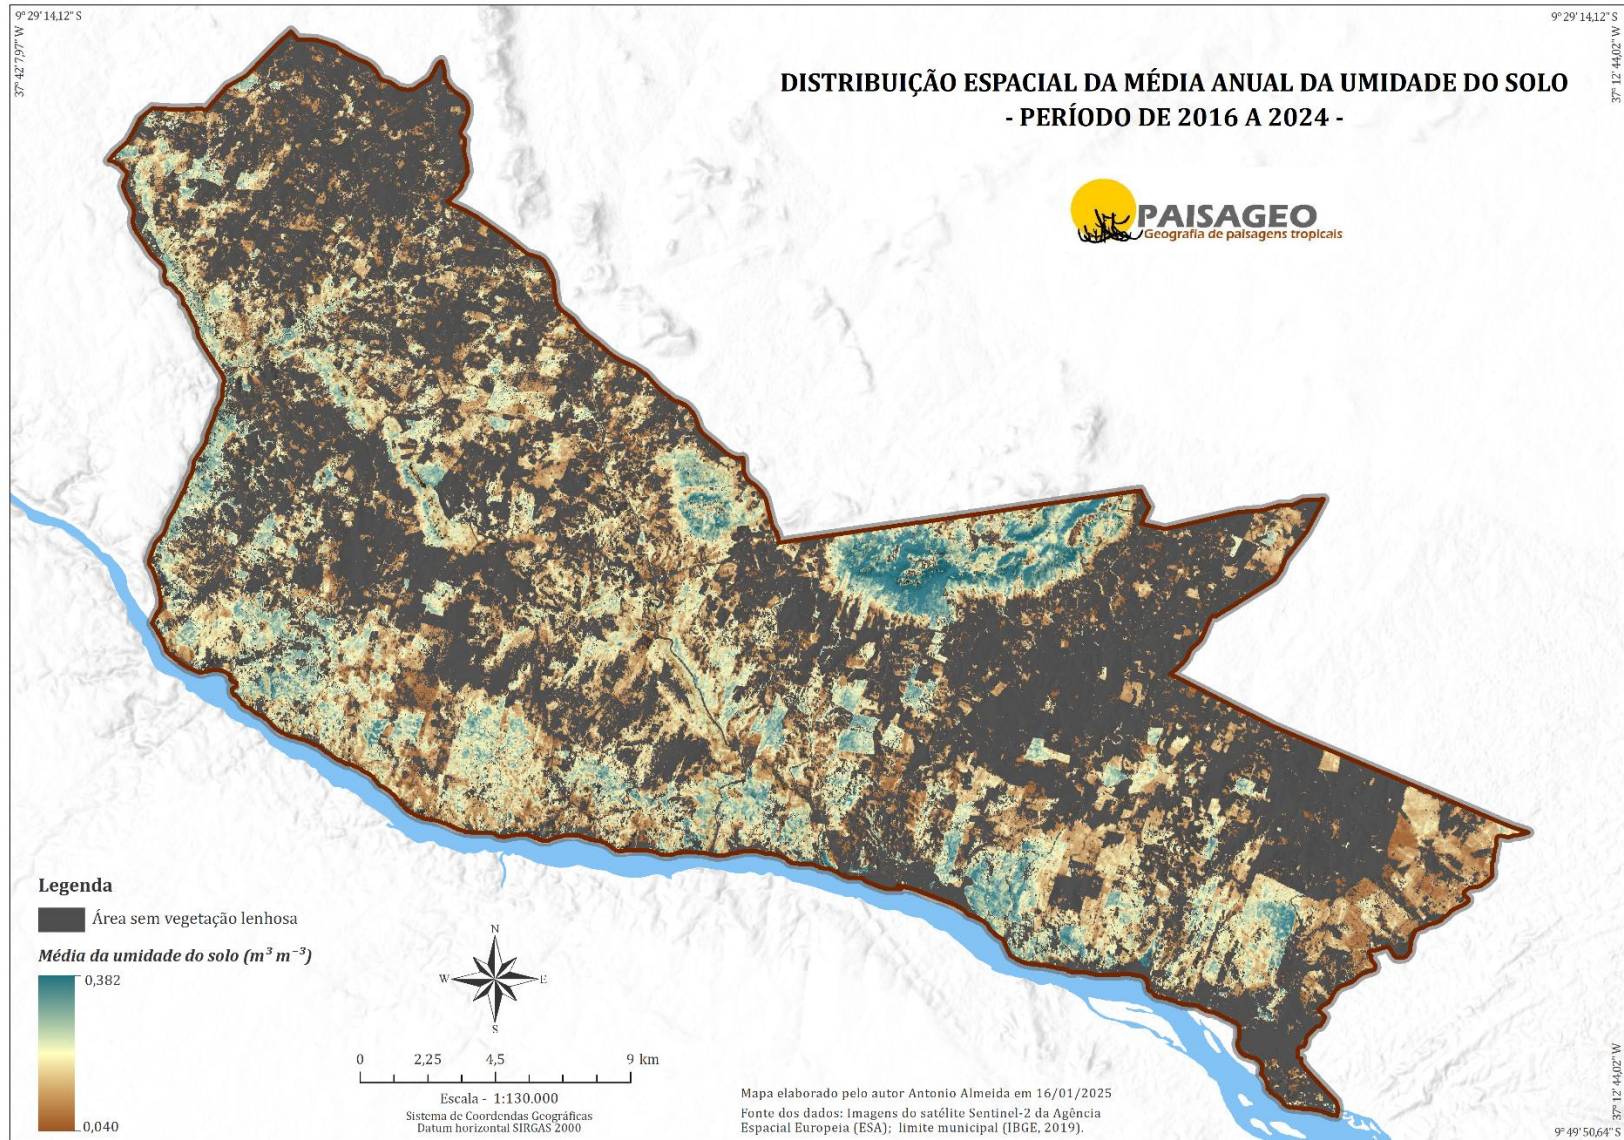 9° 29' 14,12" S
9° 29' 14,12" S
37° 42' 7,97" W
37° 12' 44,02" W
DISTRIBUIÇÃO ESPACIAL DA MÉDIA ANUAL DA UMIDADE DO SOLO
- PERÍODO DE 2016 A 2024 -
PAISAGEO
Geografia de paisagens tropicais
Legenda
Área sem vegetação lenhosa
Média da umidade do solo (m³ m⁻³)
0,382
0,040
N
W
E
S
0 2,25 4,5 9 km
Escala - 1:130.000
Sistema de Coordendas Geográficas
Datum horizontal SIRGAS 2000
Mapa elaborado pelo autor Antonio Almeida em 16/01/2025
Fonte dos dados: Imagens do satélite Sentinel-2 da Agência
Espacial Europeia (ESA); limite municipal (IBGE, 2019).
37° 12' 44,02" W
9° 49' 50,64" S